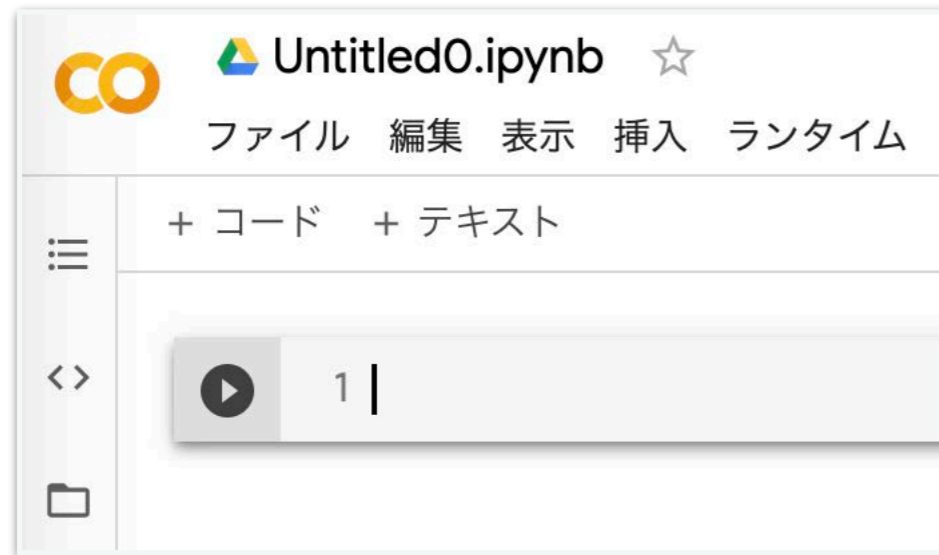 CO Untitled0.ipynb
ファイル 編集 表示 挿入 ランタイム
+ コード + テキスト
1